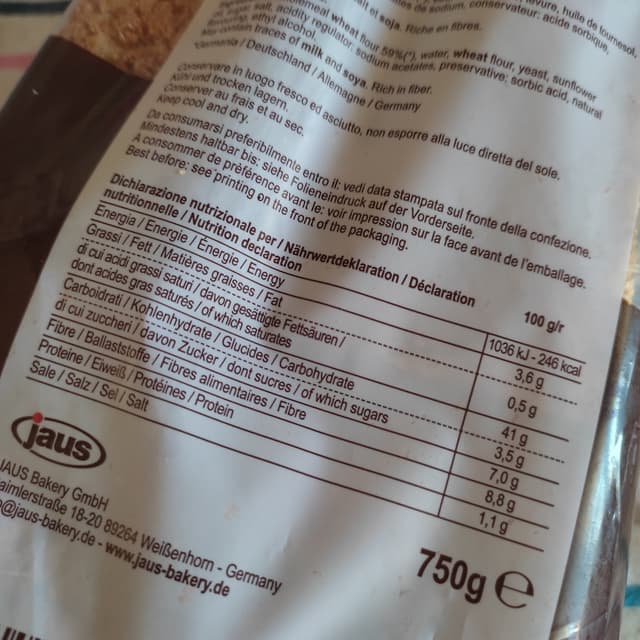 levure, huile de tournesol,
conservateur: acide sorbique,
et soja. Riche en fibres.
wheat flour 59%(*), water, wheat flour, yeast, sunflower
salt, acidity regulator: sodium acetates, preservative: sorbic acid, natural
ethyl alcohol.
May contain traces of milk and soya. Rich in fiber.
*Germania / Deutschland / Allemagne / Germany
Conservare in luogo fresco ed asciutto, non esporre alla luce diretta del sole.
Kühl und trocken lagern.
Conserver au frais et au sec.
Keep cool and dry.
Da consumarsi preferibilmente entro il: vedi data stampata sul fronte della confezione.
Mindestens haltbar bis: siehe Folieneindruck auf der Vorderseite.
A consommer de préférence avant le: voir impression sur la face avant de l'emballage.
Best before: see printing on the front of the packaging.
Dichiarazione nutrizionale per / Nährwertdeklaration / Déclaration
nutritionnelle / Nutrition declaration 100 g/r
Energia / Energie / Énergie / Energy 1036 kJ - 246 kcal
Grassi / Fett / Matières graisses / Fat 3,6 g
di cui acidi grassi saturi / davon gesättigte Fettsäuren /
dont acides gras saturés / of which saturates 0,5 g
Carboidrati / Kohlenhydrate / Glucides / Carbohydrate 41 g
di cui zuccheri / davon Zucker / dont sucres / of which sugars 3,5 g
Fibre / Ballaststoffe / Fibres alimentaires / Fibre 7,0 g
Proteine / Eiweiß / Protéines / Protein 8,8 g
Sale / Salz / Sel / Salt 1,1 g
jaus
JAUS Bakery GmbH
aimlerstraße 18-20 89264 Weißenhorn - Germany
@jaus-bakery.de - www.jaus-bakery.de
750g ℮